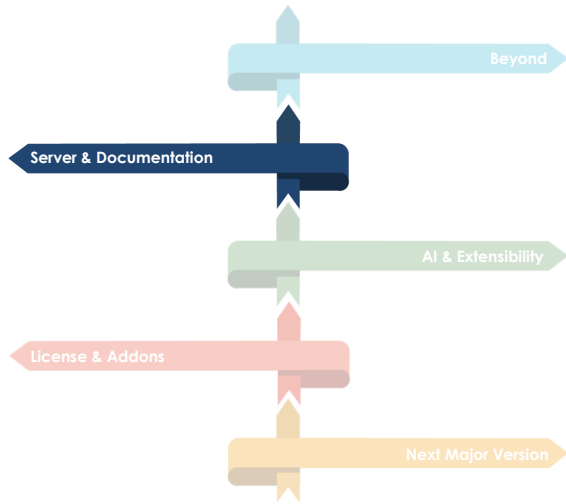 Beyond
Server & Documentation
AI & Extensibility
License & Addons
Next Major Version